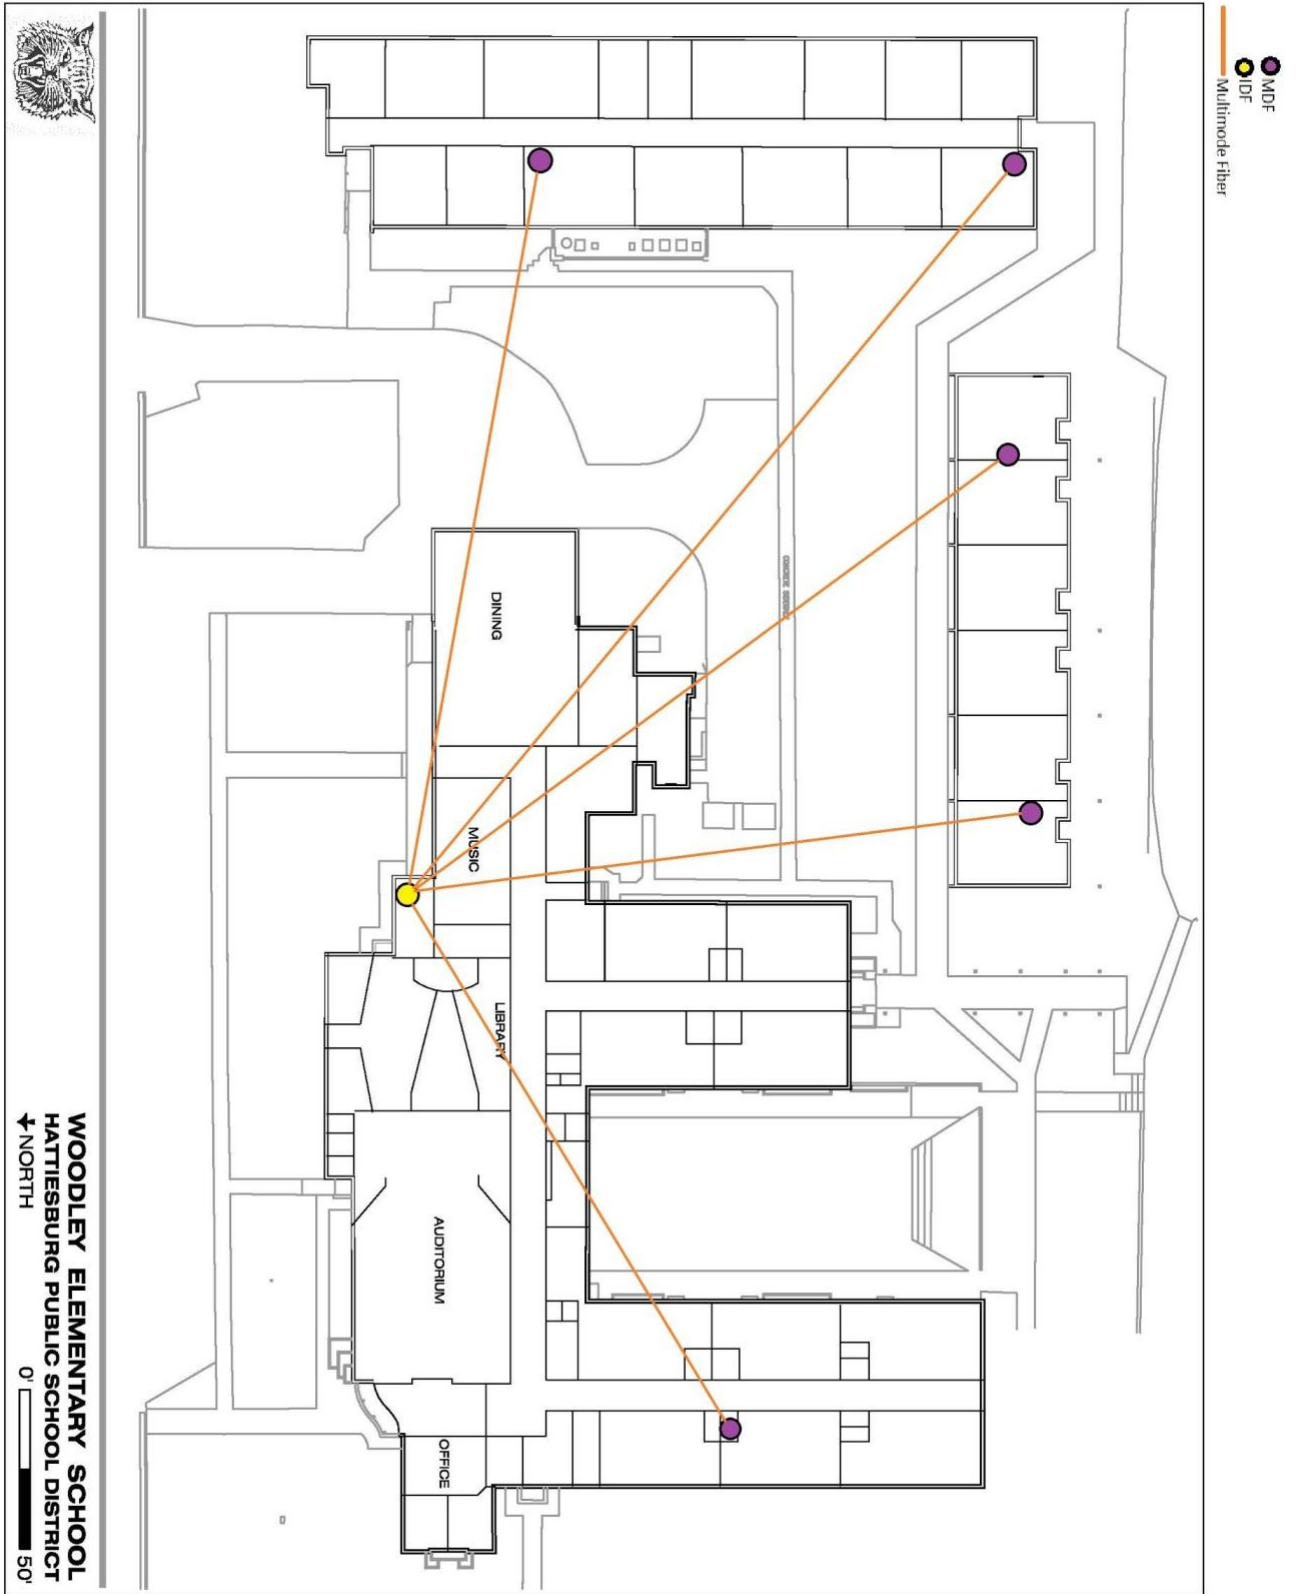 MDF
IDF
Multimode Fiber
DINING
MUSIC
LIBRARY
AUDITORIUM
OFFICE
WOODLEY ELEMENTARY SCHOOL
HATTIESBURG PUBLIC SCHOOL DISTRICT
NORTH
0' 50'